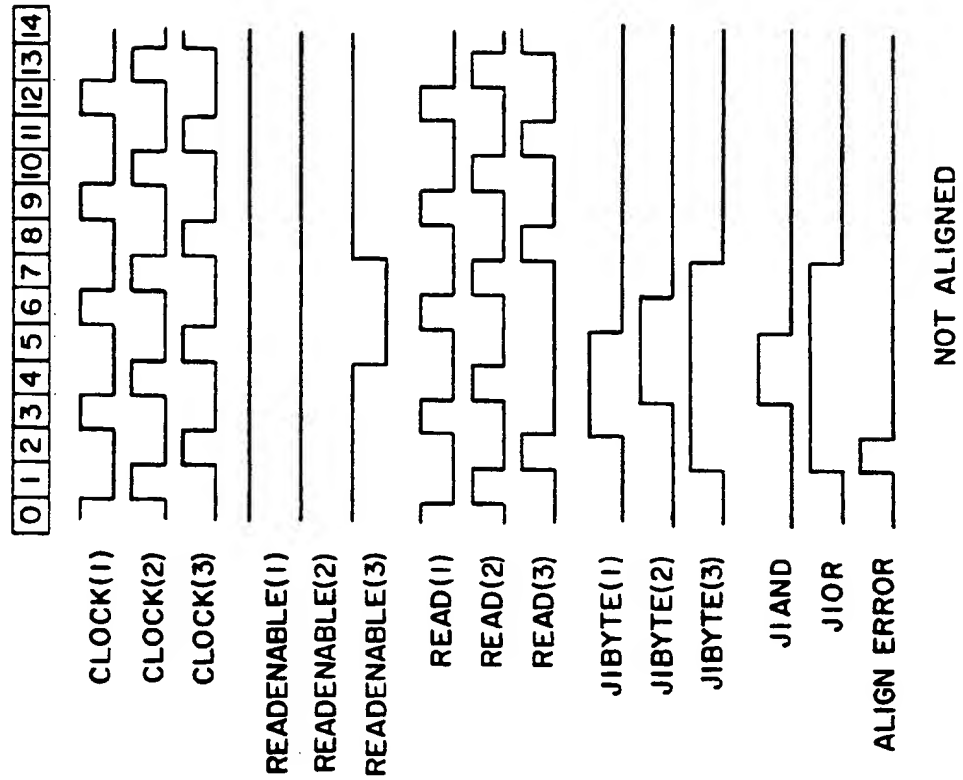 0 1 2 3 4 5 6 7 8 9 10 11 12 13 14
CLOCK(1)
CLOCK(2)
CLOCK(3)
READENABLE(1)
READENABLE(2)
READENABLE(3)
READ(1)
READ(2)
READ(3)
JIBYTE(1)
JIBYTE(2)
JIBYTE(3)
JIAND
JIOR
ALIGN ERROR
NOT ALIGNED